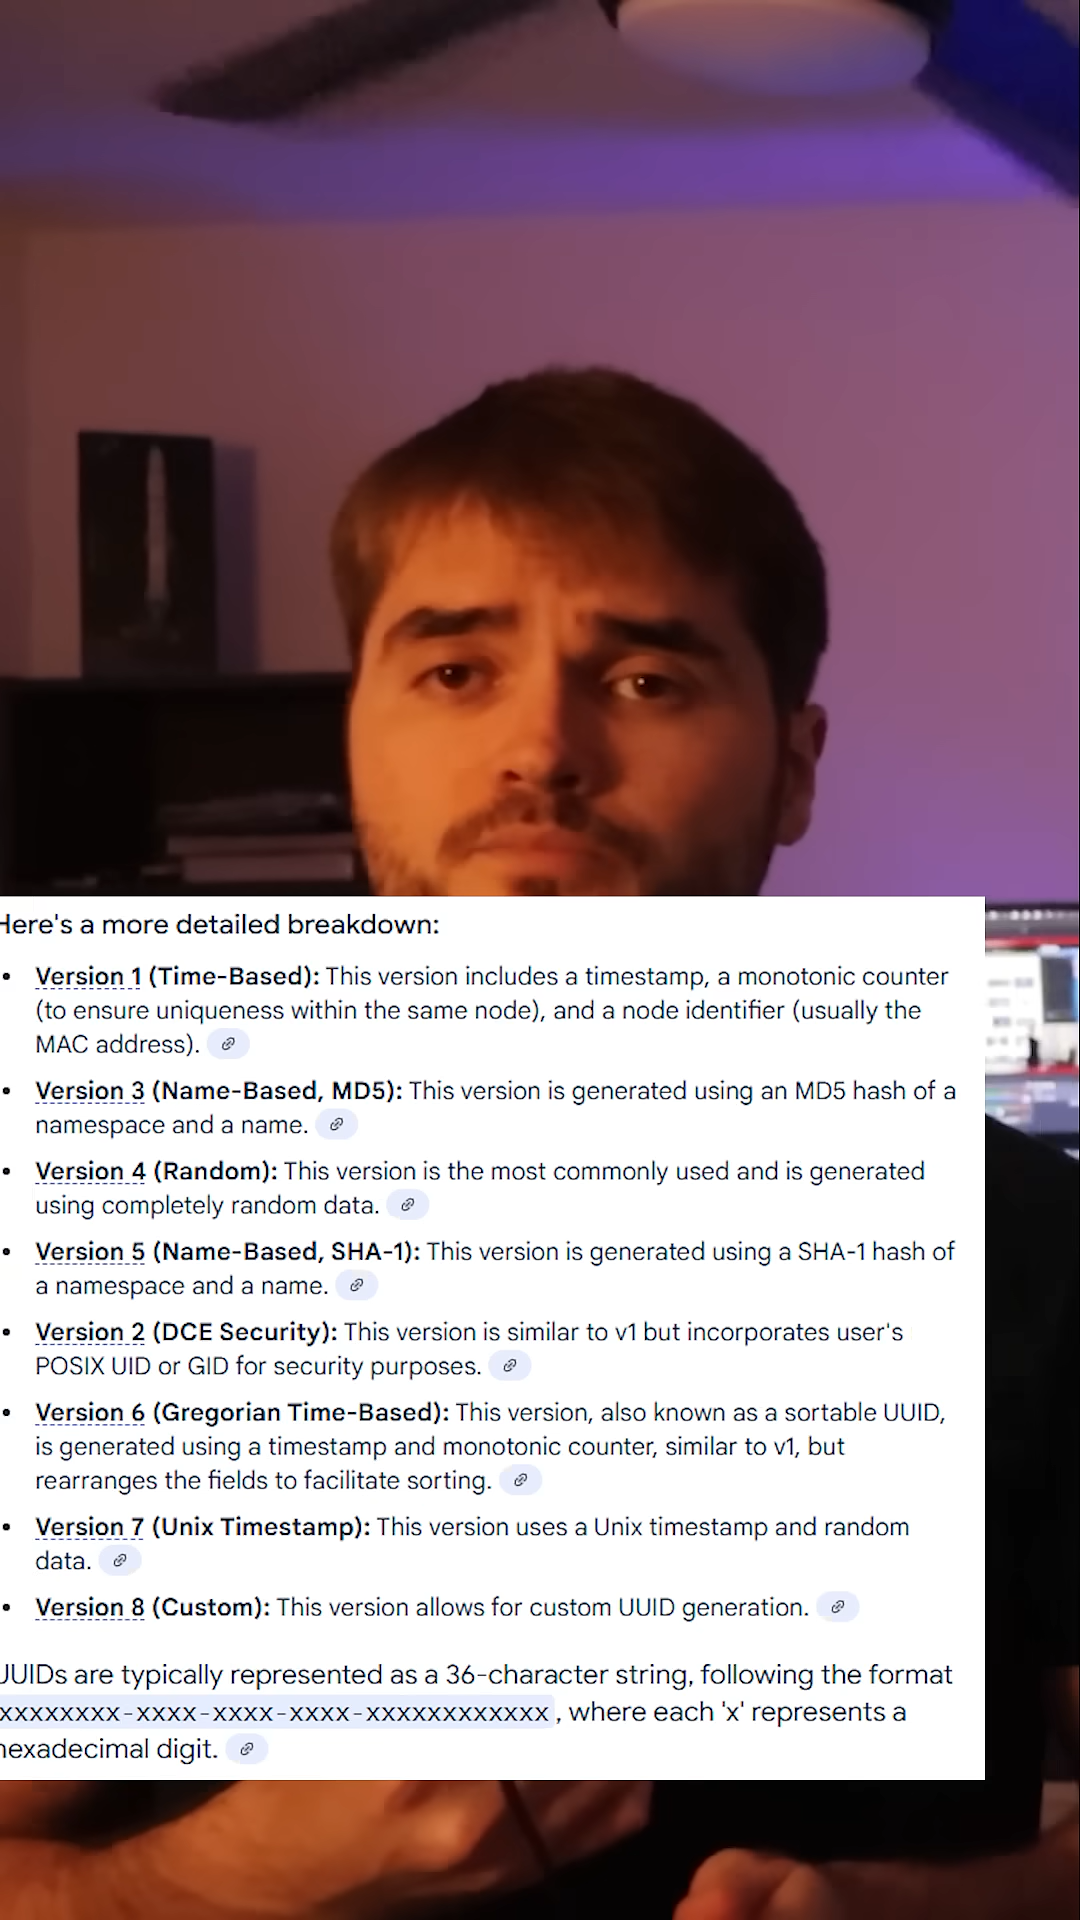 Here's a more detailed breakdown:
• Version 1 (Time-Based): This version includes a timestamp, a monotonic counter
(to ensure uniqueness within the same node), and a node identifier (usually the
MAC address).
• Version 3 (Name-Based, MD5): This version is generated using an MD5 hash of a
namespace and a name.
• Version 4 (Random): This version is the most commonly used and is generated
using completely random data.
• Version 5 (Name-Based, SHA-1): This version is generated using a SHA-1 hash of
a namespace and a name.
• Version 2 (DCE Security): This version is similar to v1 but incorporates user's
POSIX UID or GID for security purposes.
• Version 6 (Gregorian Time-Based): This version, also known as a sortable UUID,
is generated using a timestamp and monotonic counter, similar to v1, but
rearranges the fields to facilitate sorting.
• Version 7 (Unix Timestamp): This version uses a Unix timestamp and random
data.
• Version 8 (Custom): This version allows for custom UUID generation.
UUIDs are typically represented as a 36-character string, following the format
xxxxxxxx-xxxx-xxxx-xxxx-xxxxxxxxxxxx, where each 'x' represents a
hexadecimal digit.